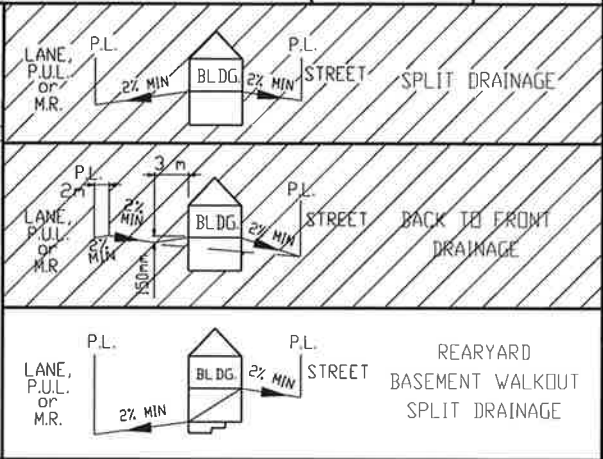 LANE,
P.U.L.
or
M.R.
P.L.
2% MIN
BLDG.
2% MIN
P.L.
STREET
SPLIT DRAINAGE
P.L.
2m
3 m
LANE,
P.U.L.
or
M.R.
2%
MIN
2%
MIN
150mm
BLDG.
2% MIN
P.L.
STREET
BACK TO FRONT
DRAINAGE
P.L.
LANE,
P.U.L.
or
M.R.
2% MIN
BLDG.
2% MIN
P.L.
STREET
REARYARD
BASEMENT WALKOUT
SPLIT DRAINAGE